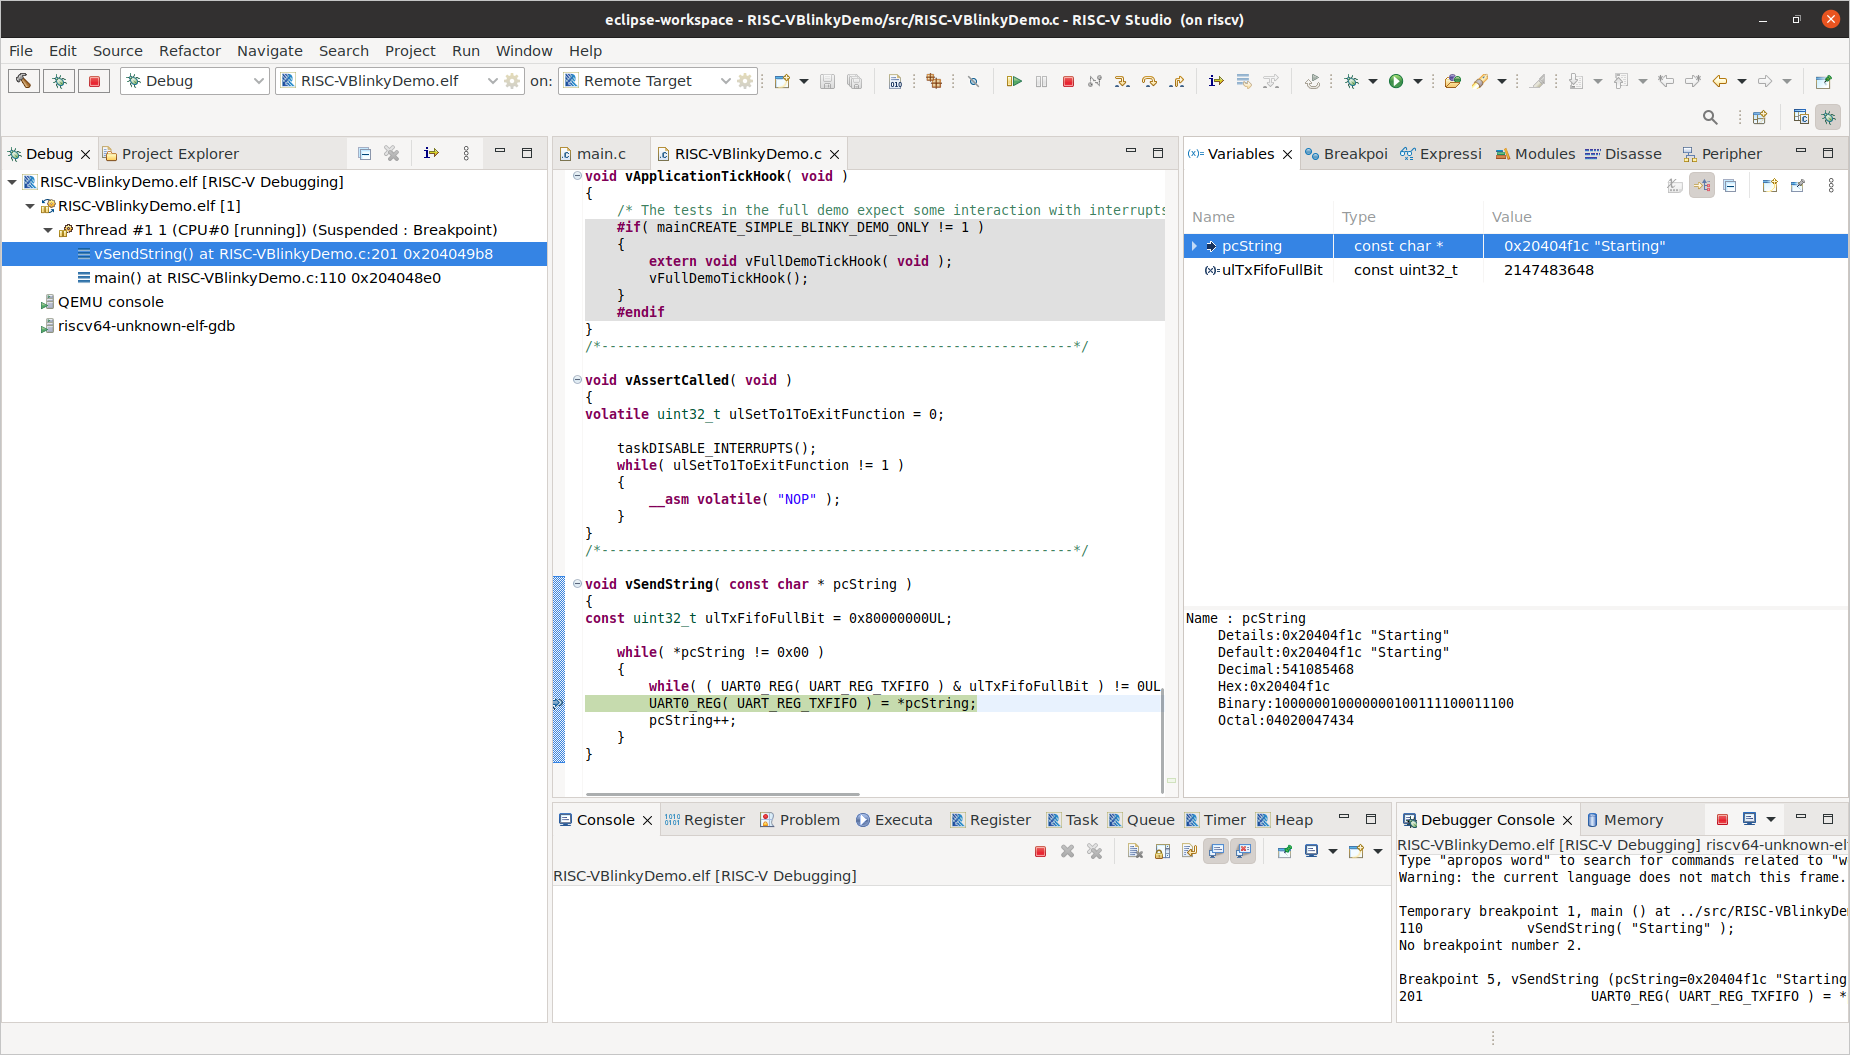 eclipse-workspace - RISC-VBlinkyDemo/src/RISC-VBlinkyDemo.c - RISC-V Studio (on riscv)
File Edit Source Refactor Navigate Search Project Run Window Help
Debug RISC-VBlinkyDemo.elf on: Remote Target
Debug Project Explorer
RISC-VBlinkyDemo.elf [RISC-V Debugging]
RISC-VBlinkyDemo.elf [1]
Thread #1 1 (CPU#0 [running]) (Suspended : Breakpoint)
vSendString() at RISC-VBlinkyDemo.c:201 0x204049b8
main() at RISC-VBlinkyDemo.c:110 0x204048e0
QEMU console
riscv64-unknown-elf-gdb
main.c RISC-VBlinkyDemo.c
void vApplicationTickHook( void )
{
/* The tests in the full demo expect some interaction with interrupts
#if( mainCREATE_SIMPLE_BLINKY_DEMO_ONLY != 1 )
{
extern void vFullDemoTickHook( void );
vFullDemoTickHook();
}
#endif
}
/*-----------------------------------------------------------*/
void vAssertCalled( void )
{
volatile uint32_t ulSetTo1ToExitFunction = 0;
taskDISABLE_INTERRUPTS();
while( ulSetTo1ToExitFunction != 1 )
{
__asm volatile( "NOP" );
}
}
/*-----------------------------------------------------------*/
void vSendString( const char * pcString )
{
const uint32_t ulTxFifoFullBit = 0x80000000UL;
while( *pcString != 0x00 )
{
while( ( UART0_REG( UART_REG_TXFIFO ) & ulTxFifoFullBit ) != 0UL
UART0_REG( UART_REG_TXFIFO ) = *pcString;
pcString++;
}
}
Variables Breakpoi Expressi Modules Disasse Peripher
Name Type Value
pcString const char * 0x20404f1c "Starting"
ulTxFifoFullBit const uint32_t 2147483648
Name : pcString
Details:0x20404f1c "Starting"
Default:0x20404f1c "Starting"
Decimal:541085468
Hex:0x20404f1c
Binary:100000010000000100111100011100
Octal:04020047434
Console Register Problem Executa Register Task Queue Timer Heap
RISC-VBlinkyDemo.elf [RISC-V Debugging]
Debugger Console Memory
RISC-VBlinkyDemo.elf [RISC-V Debugging] riscv64-unknown-el
Type "apropos word" to search for commands related to "w
Warning: the current language does not match this frame.
Temporary breakpoint 1, main () at ../src/RISC-VBlinkyDe
110 vSendString( "Starting" );
No breakpoint number 2.
Breakpoint 5, vSendString (pcString=0x20404f1c "Starting
201 UART0_REG( UART_REG_TXFIFO ) = *